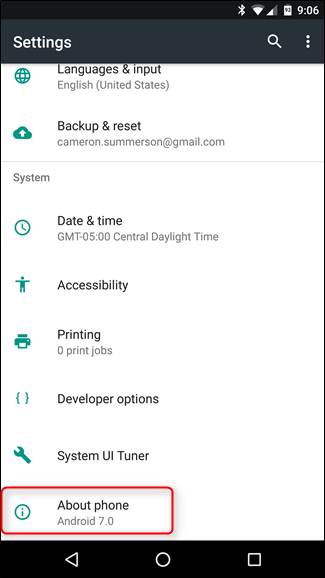 92 9:06
Settings
Languages & input
English (United States)
Backup & reset
cameron.summerson@gmail.com
System
Date & time
GMT-05:00 Central Daylight Time
Accessibility
Printing
0 print jobs
{ } Developer options
System UI Tuner
About phone
Android 7.0